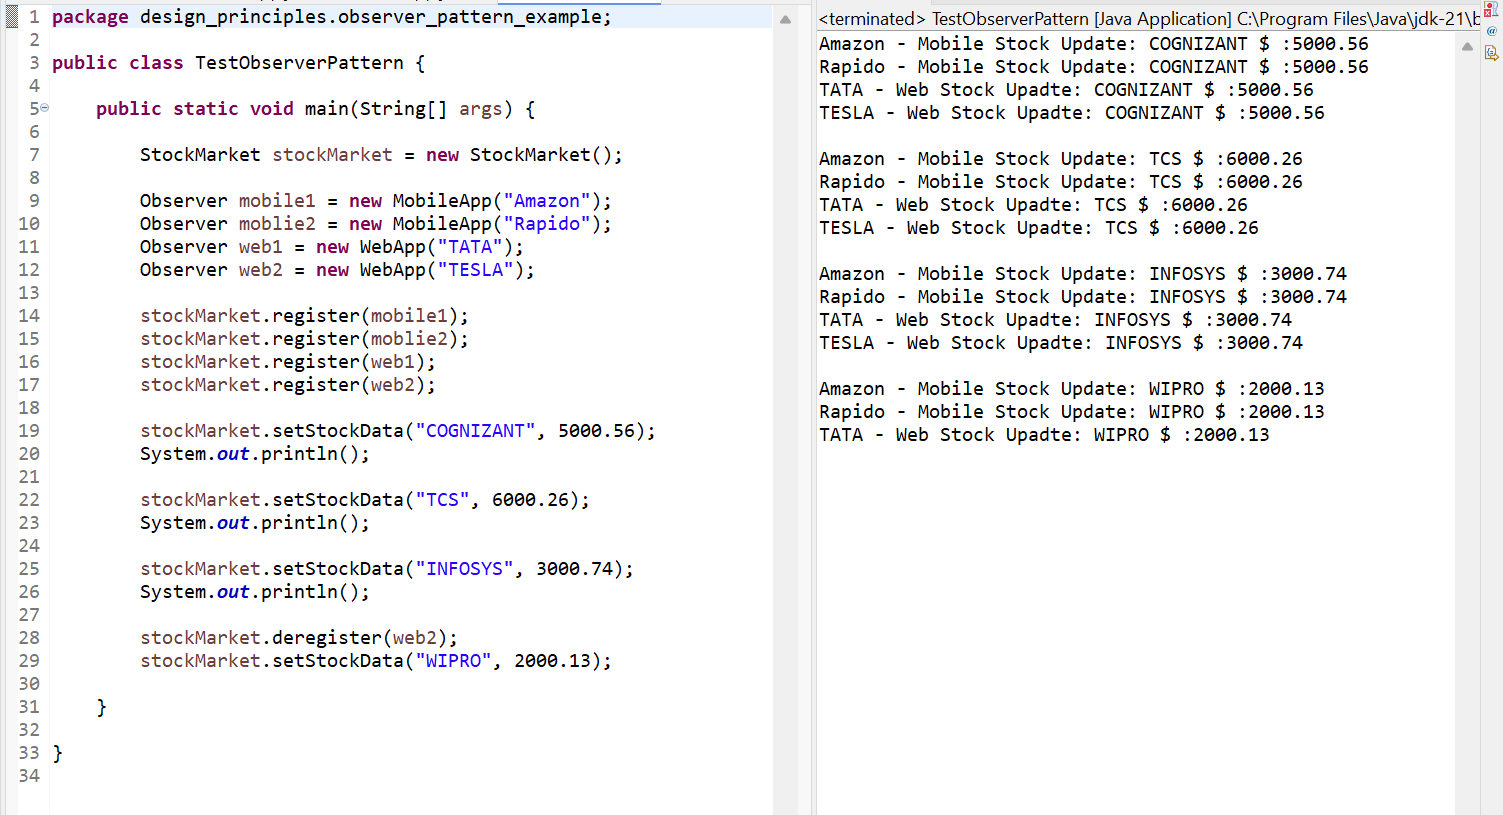 1 package design_principles.observer_pattern_example;
2
3 public class TestObserverPattern {
4
5 public static void main(String[] args) {
6
7 StockMarket stockMarket = new StockMarket();
8
9 Observer mobile1 = new MobileApp("Amazon");
10 Observer moblie2 = new MobileApp("Rapido");
11 Observer web1 = new WebApp("TATA");
12 Observer web2 = new WebApp("TESLA");
13
14 stockMarket.register(mobile1);
15 stockMarket.register(moblie2);
16 stockMarket.register(web1);
17 stockMarket.register(web2);
18
19 stockMarket.setStockData("COGNIZANT", 5000.56);
20 System.out.println();
21
22 stockMarket.setStockData("TCS", 6000.26);
23 System.out.println();
24
25 stockMarket.setStockData("INFOSYS", 3000.74);
26 System.out.println();
27
28 stockMarket.deregister(web2);
29 stockMarket.setStockData("WIPRO", 2000.13);
30
31 }
32
33 }
34
<terminated> TestObserverPattern [Java Application] C:\Program Files\Java\jdk-21\b
Amazon - Mobile Stock Update: COGNIZANT $ :5000.56
Rapido - Mobile Stock Update: COGNIZANT $ :5000.56
TATA - Web Stock Upadte: COGNIZANT $ :5000.56
TESLA - Web Stock Upadte: COGNIZANT $ :5000.56

Amazon - Mobile Stock Update: TCS $ :6000.26
Rapido - Mobile Stock Update: TCS $ :6000.26
TATA - Web Stock Upadte: TCS $ :6000.26
TESLA - Web Stock Upadte: TCS $ :6000.26

Amazon - Mobile Stock Update: INFOSYS $ :3000.74
Rapido - Mobile Stock Update: INFOSYS $ :3000.74
TATA - Web Stock Upadte: INFOSYS $ :3000.74
TESLA - Web Stock Upadte: INFOSYS $ :3000.74

Amazon - Mobile Stock Update: WIPRO $ :2000.13
Rapido - Mobile Stock Update: WIPRO $ :2000.13
TATA - Web Stock Upadte: WIPRO $ :2000.13